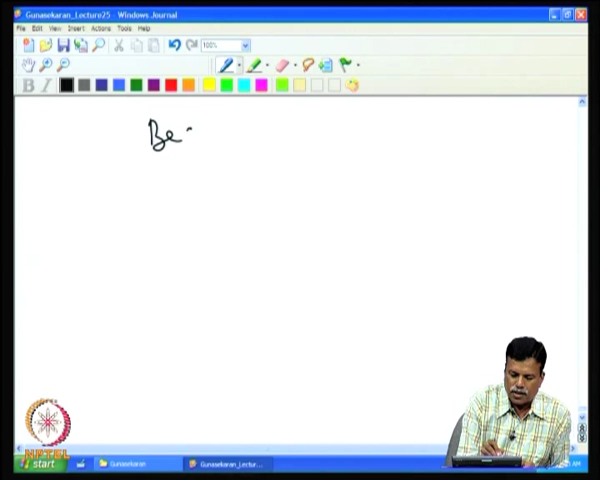 Gunasekaran_Lecture25 Windows Journal
File Edit View Insert Actions Tools Help
100%
B I
Be
NPTEL
start Gunasekaran Gunasekaran_Lectur...